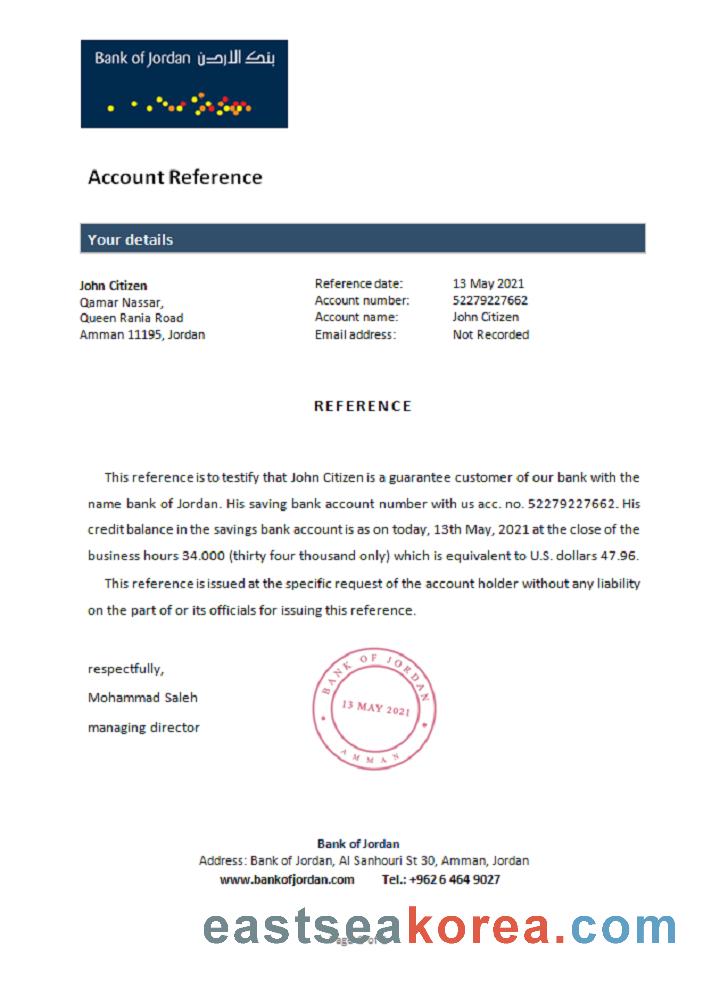 Bank of Jordan بنك الأردن
Account Reference
Your details
John Citizen
Qamar Nassar,
Queen Rania Road
Amman 11195, Jordan
Reference date: 13 May 2021
Account number: 52279227662
Account name: John Citizen
Email address: Not Recorded
REFERENCE
This reference is to testify that John Citizen is a guarantee customer of our bank with the
name bank of Jordan. His saving bank account number with us acc. no. 52279227662. His
credit balance in the savings bank account is as on today, 13th May, 2021 at the close of the
business hours 34.000 (thirty four thousand only) which is equivalent to U.S. dollars 47.96.
This reference is issued at the specific request of the account holder without any liability
on the part of or its officials for issuing this reference.
respectfully,
Mohammad Saleh
managing director
BANK OF JORDAN
13 MAY 2021
AMMAN
Bank of Jordan
Address: Bank of Jordan, Al Sanhouri St 30, Amman, Jordan
www.bankofjordan.com Tel.: +962 6 464 9027
eastseakorea.com